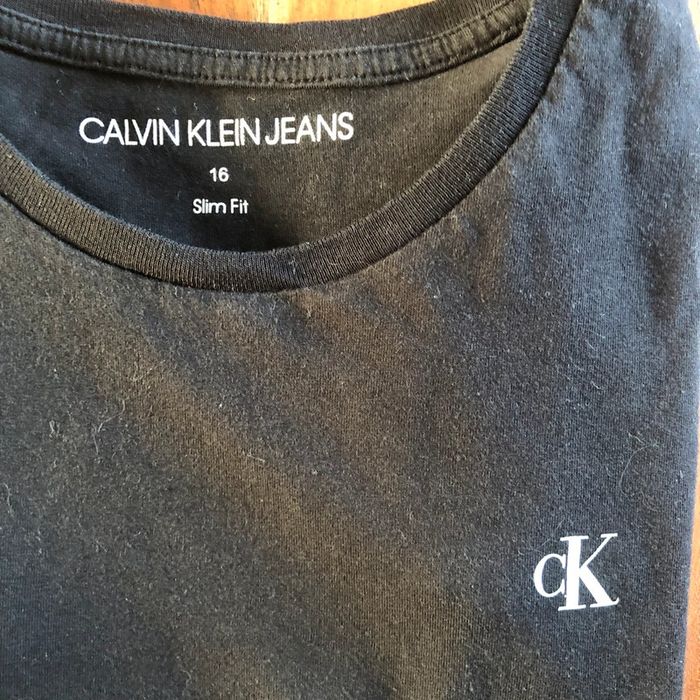 CALVIN KLEIN JEANS
16
Slim Fit
cK